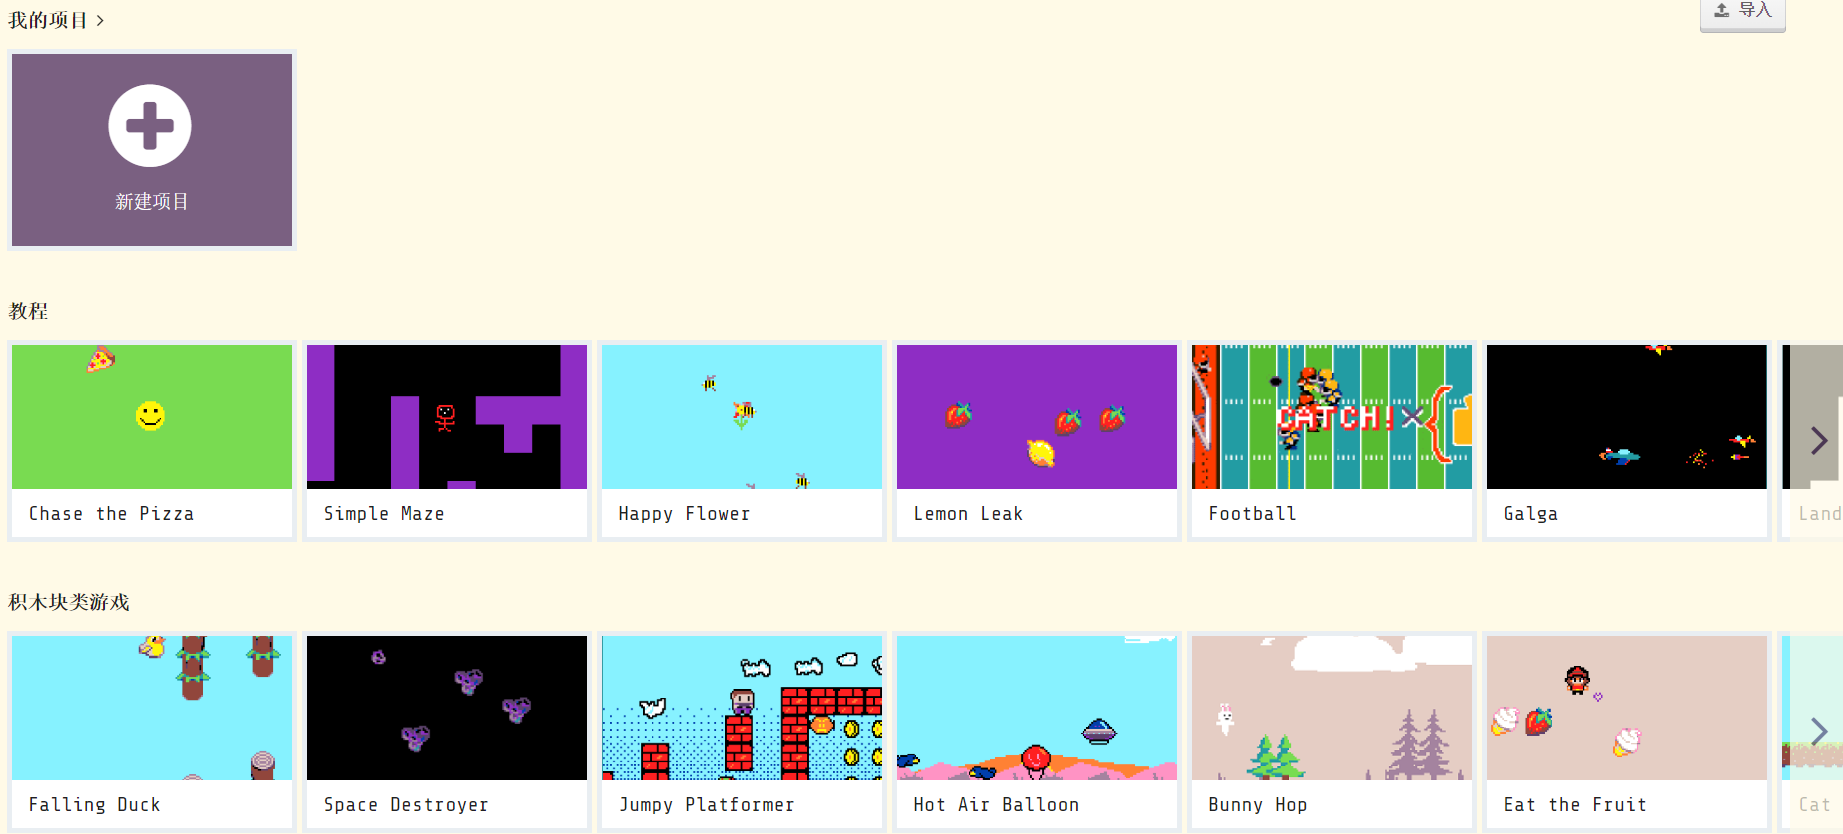 我的项目 >
导入
新建项目
教程
CATCH!
Chase the Pizza
Simple Maze
Happy Flower
Lemon Leak
Football
Galga
Land
积木块类游戏
Falling Duck
Space Destroyer
Jumpy Platformer
Hot Air Balloon
Bunny Hop
Eat the Fruit
Cat